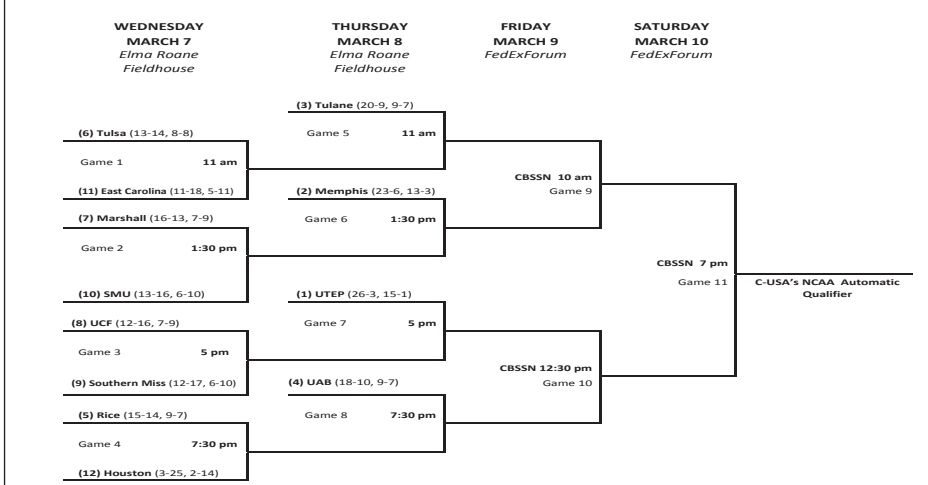 WEDNESDAY
MARCH 7
Elma Roane
Fieldhouse
THURSDAY
MARCH 8
Elma Roane
Fieldhouse
FRIDAY
MARCH 9
FedExForum
SATURDAY
MARCH 10
FedExForum
(6) Tulsa (13-14, 8-8)
Game 1 11 am
(11) East Carolina (11-18, 5-11)
(7) Marshall (16-13, 7-9)
Game 2 1:30 pm
(10) SMU (13-16, 6-10)
(8) UCF (12-16, 7-9)
Game 3 5 pm
(9) Southern Miss (12-17, 6-10)
(5) Rice (15-14, 9-7)
Game 4 7:30 pm
(12) Houston (3-25, 2-14)
(3) Tulane (20-9, 9-7)
Game 5 11 am
(2) Memphis (23-6, 13-3)
Game 6 1:30 pm
(1) UTEP (26-3, 15-1)
Game 7 5 pm
(4) UAB (18-10, 9-7)
Game 8 7:30 pm
CBSSN 10 am
Game 9
CBSSN 12:30 pm
Game 10
CBSSN 7 pm
Game 11
C-USA's NCAA Automatic
Qualifier